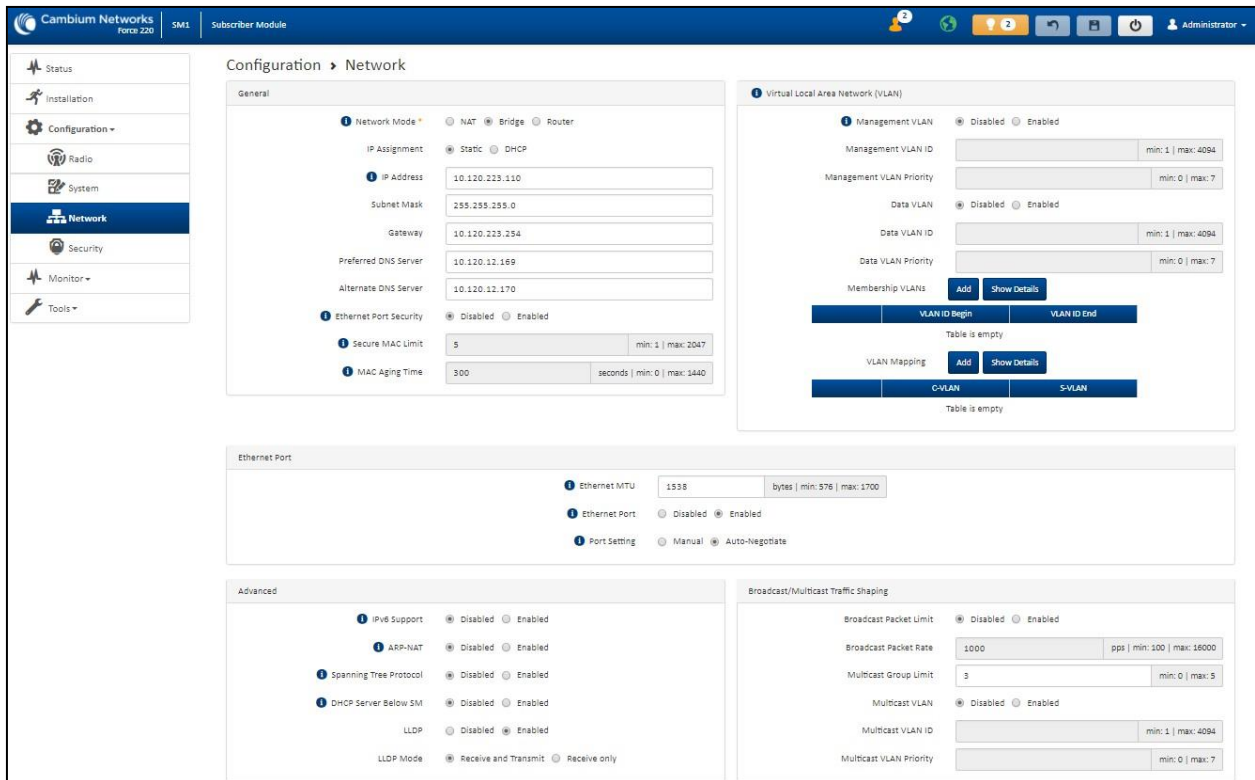 Cambium Networks
Force 220
SM1
Subscriber Module
2
2
Administrator
Status
Installation
Configuration
Radio
System
Network
Security
Monitor
Tools
Configuration › Network
General
Network Mode * NAT Bridge Router
IP Assignment Static DHCP
IP Address 10.120.223.110
Subnet Mask 255.255.255.0
Gateway 10.120.223.254
Preferred DNS Server 10.120.12.169
Alternate DNS Server 10.120.12.170
Ethernet Port Security Disabled Enabled
Secure MAC Limit 5 min: 1 | max: 2047
MAC Aging Time 300 seconds | min: 0 | max: 1440
Virtual Local Area Network (VLAN)
Management VLAN Disabled Enabled
Management VLAN ID min: 1 | max: 4094
Management VLAN Priority min: 0 | max: 7
Data VLAN Disabled Enabled
Data VLAN ID min: 1 | max: 4094
Data VLAN Priority min: 0 | max: 7
Membership VLANs Add Show Details
VLAN ID Begin VLAN ID End
Table is empty
VLAN Mapping Add Show Details
C-VLAN S-VLAN
Table is empty
Ethernet Port
Ethernet MTU 1538 bytes | min: 576 | max: 1700
Ethernet Port Disabled Enabled
Port Setting Manual Auto-Negotiate
Advanced
IPv6 Support Disabled Enabled
ARP-NAT Disabled Enabled
Spanning Tree Protocol Disabled Enabled
DHCP Server Below SM Disabled Enabled
LLDP Disabled Enabled
LLDP Mode Receive and Transmit Receive only
Broadcast/Multicast Traffic Shaping
Broadcast Packet Limit Disabled Enabled
Broadcast Packet Rate 1000 pps | min: 100 | max: 16000
Multicast Group Limit 3 min: 0 | max: 5
Multicast VLAN Disabled Enabled
Multicast VLAN ID min: 1 | max: 4094
Multicast VLAN Priority min: 0 | max: 7